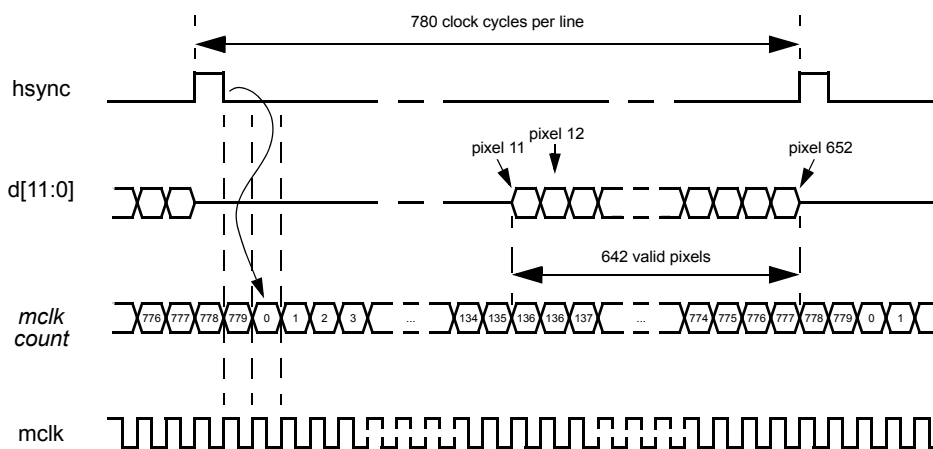 780 clock cycles per line
hsync
pixel 11
pixel 12
pixel 652
d[11:0]
642 valid pixels
mclk
count
776 777 778 779 0 1 2 3 ... 134 135 136 136 137 ... 774 775 776 777 778 779 0 1
mclk